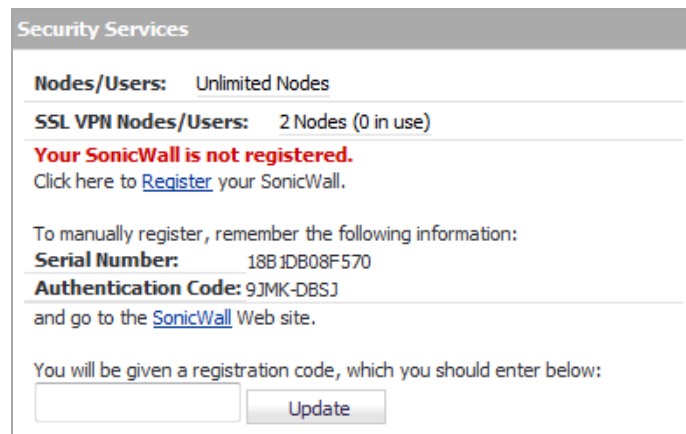 Security Services
Nodes/Users: Unlimited Nodes
SSL VPN Nodes/Users: 2 Nodes (0 in use)
Your SonicWall is not registered.
Click here to Register your SonicWall.
To manually register, remember the following information:
Serial Number: 18B1DB08F570
Authentication Code: 9JMK-DBSJ
and go to the SonicWall Web site.
You will be given a registration code, which you should enter below:
Update